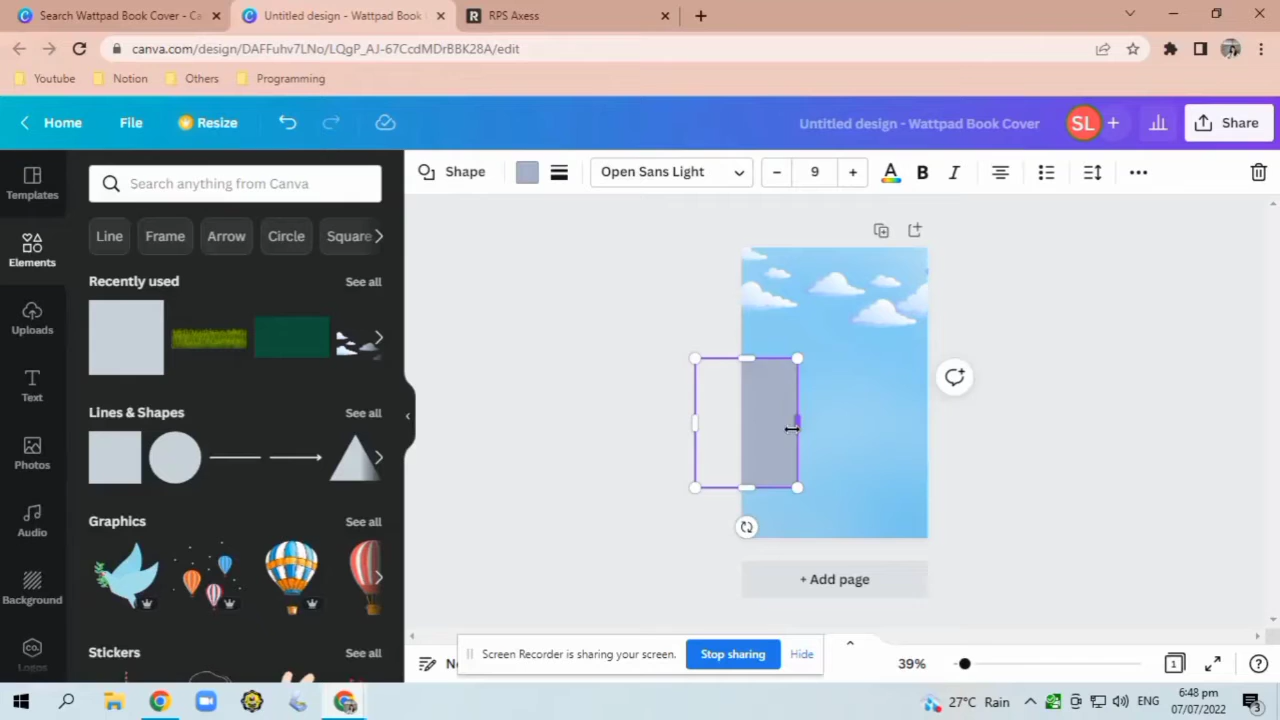 Search Wattpad Book Cover - Ca
Untitled design - Wattpad Book
RPS Axess
canva.com/design/DAFFuhv7LNo/LQgP_AJ-67CcdMDrBBK28A/edit
Youtube
Notion
Others
Programming
Home
File
Resize
Untitled design - Wattpad Book Cover
SL
Share
Templates
Elements
Uploads
Text
Photos
Audio
Background
Logos
Search anything from Canva
Line
Frame
Arrow
Circle
Square
Recently used
See all
Lines & Shapes
See all
Graphics
See all
Stickers
See all
Shape
Open Sans Light
9
A
B
I
+ Add page
Screen Recorder is sharing your screen.
Stop sharing
Hide
39%
1
27°C Rain
ENG
6:48 pm
07/07/2022
3